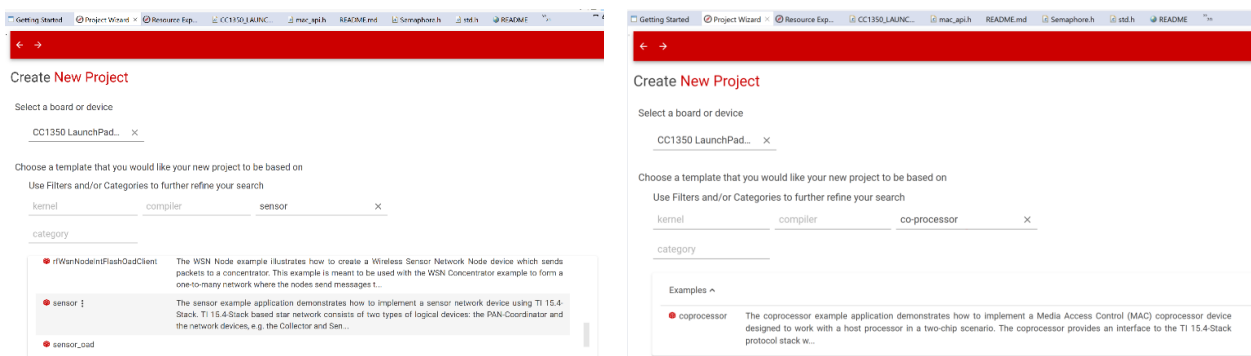 Getting Started Project Wizard Resource Exp... CC1350_LAUNC... mac_api.h README.md Semaphore.h std.h README
Create New Project
Select a board or device
CC1350 LaunchPad...
Choose a template that you would like your new project to be based on
Use Filters and/or Categories to further refine your search
kernel compiler sensor
category
rfWsnNodeIntFlashOadClient The WSN Node example illustrates how to create a Wireless Sensor Network Node device which sends
packets to a concentrator. This example is meant to be used with the WSN Concentrator example to form a
one-to-many network where the nodes send messages t...
sensor The sensor example application demonstrates how to implement a sensor network device using TI 15.4-
Stack. TI 15.4-Stack based star network consists of two types of logical devices: the PAN-Coordinator and
the network devices, e.g. the Collector and Sen...
sensor_oad
Getting Started Project Wizard Resource Exp... CC1350_LAUNC... mac_api.h README.md Semaphore.h std.h README
Create New Project
Select a board or device
CC1350 LaunchPad...
Choose a template that you would like your new project to be based on
Use Filters and/or Categories to further refine your search
kernel compiler co-processor
category
Examples
coprocessor The coprocessor example application demonstrates how to implement a Media Access Control (MAC) coprocessor device
designed to work with a host processor in a two-chip scenario. The coprocessor provides an interface to the TI 15.4-Stack
protocol stack w...